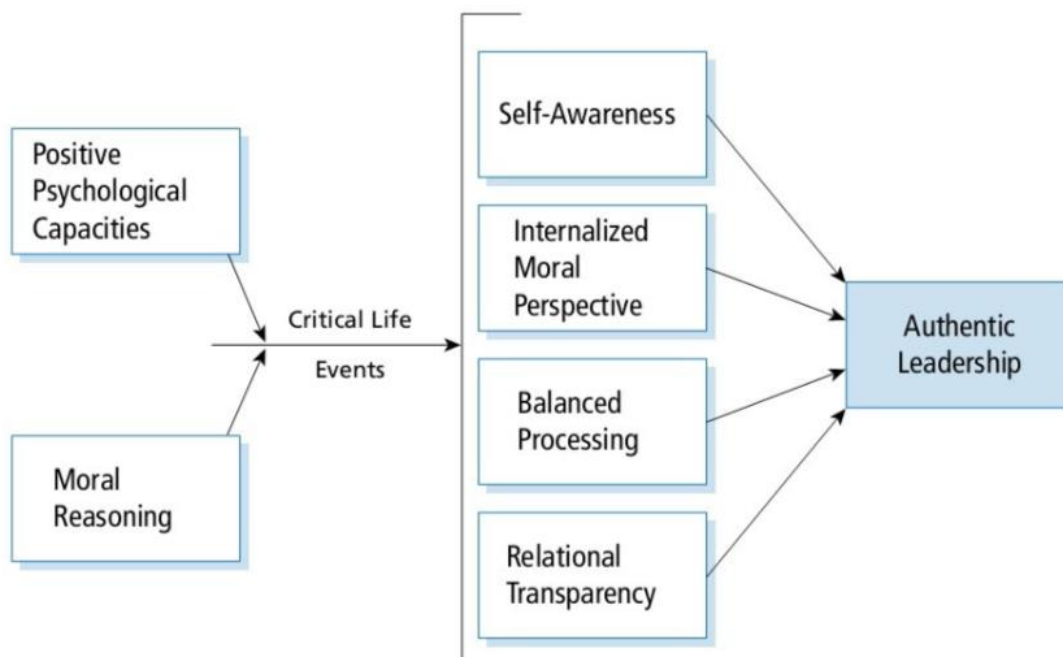 Positive
Psychological
Capacities
Moral
Reasoning
Critical Life
Events
Self-Awareness
Internalized
Moral
Perspective
Balanced
Processing
Relational
Transparency
Authentic
Leadership